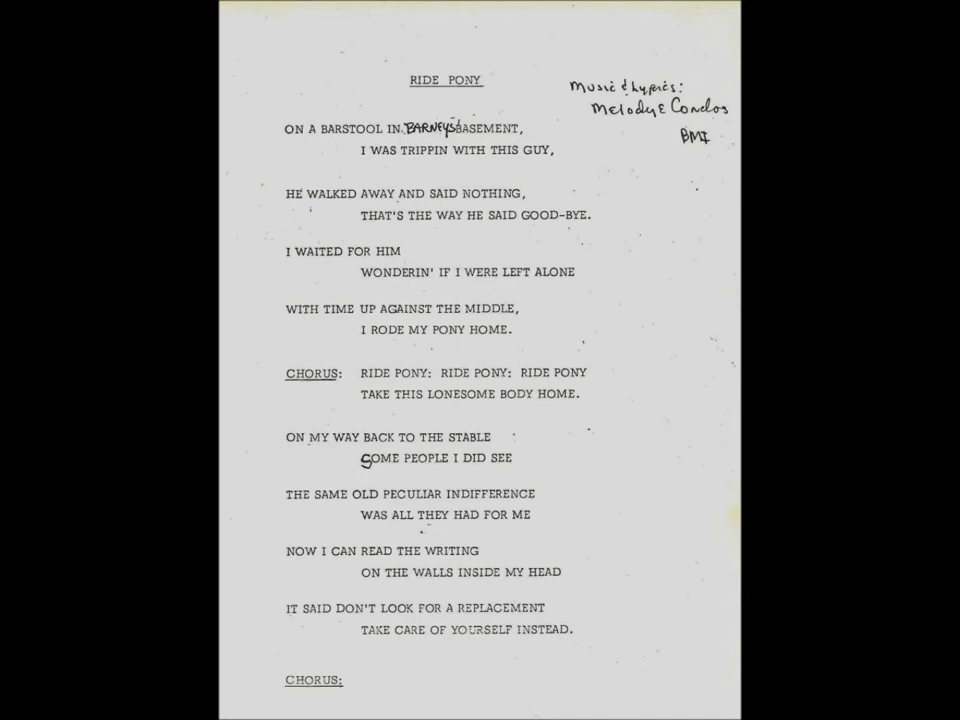 RIDE PONY
Music & Lyrics:
Melody E Condos
BMI
ON A BARSTOOL IN BARNEYS' BASEMENT,
I WAS TRIPPIN WITH THIS GUY,
HE WALKED AWAY AND SAID NOTHING,
THAT'S THE WAY HE SAID GOOD-BYE.
I WAITED FOR HIM
WONDERIN' IF I WERE LEFT ALONE
WITH TIME UP AGAINST THE MIDDLE,
I RODE MY PONY HOME.
CHORUS: RIDE PONY: RIDE PONY: RIDE PONY
TAKE THIS LONESOME BODY HOME.
ON MY WAY BACK TO THE STABLE
SOME PEOPLE I DID SEE
THE SAME OLD PECULIAR INDIFFERENCE
WAS ALL THEY HAD FOR ME
NOW I CAN READ THE WRITING
ON THE WALLS INSIDE MY HEAD
IT SAID DON'T LOOK FOR A REPLACEMENT
TAKE CARE OF YOURSELF INSTEAD.
CHORUS: